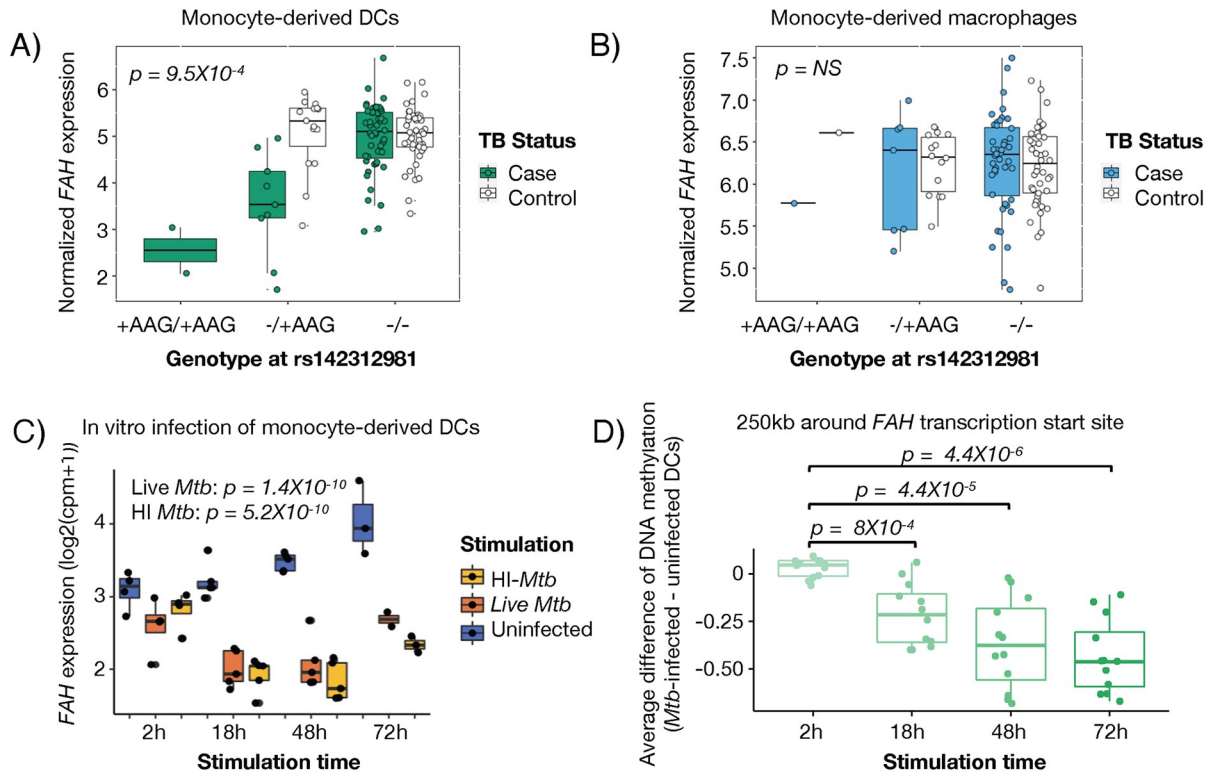 Monocyte-derived DCs
A)
Normalized FAH expression
p = 9.5X10-4
6
5
4
3
2
+AAG/+AAG
-/+AAG
-/-
Genotype at rs142312981
TB Status
Case
Control
Monocyte-derived macrophages
B)
Normalized FAH expression
p = NS
7.5
7.0
6.5
6.0
5.5
5.0
+AAG/+AAG
-/+AAG
-/-
Genotype at rs142312981
TB Status
Case
Control
C)
In vitro infection of monocyte-derived DCs
FAH expression (log2(cpm+1))
Live Mtb: p = 1.4X10-10
HI Mtb: p = 5.2X10-10
4
3
2
2h
18h
48h
72h
Stimulation time
Stimulation
HI-Mtb
Live Mtb
Uninfected
D)
250kb around FAH transcription start site
Average difference of DNA methylation
(Mtb-infected - uninfected DCs)
p = 4.4X10-6
p = 4.4X10-5
p = 8X10-4
0
-0.25
-0.50
2h
18h
48h
72h
Stimulation time